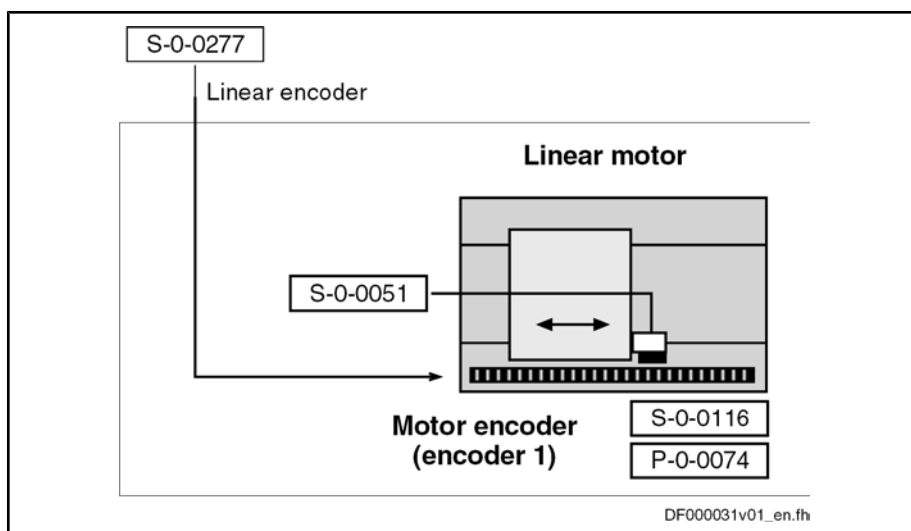 S-0-0277
Linear encoder
Linear motor
S-0-0051
Motor encoder
(encoder 1)
S-0-0116
P-0-0074
DF000031v01_en.fh